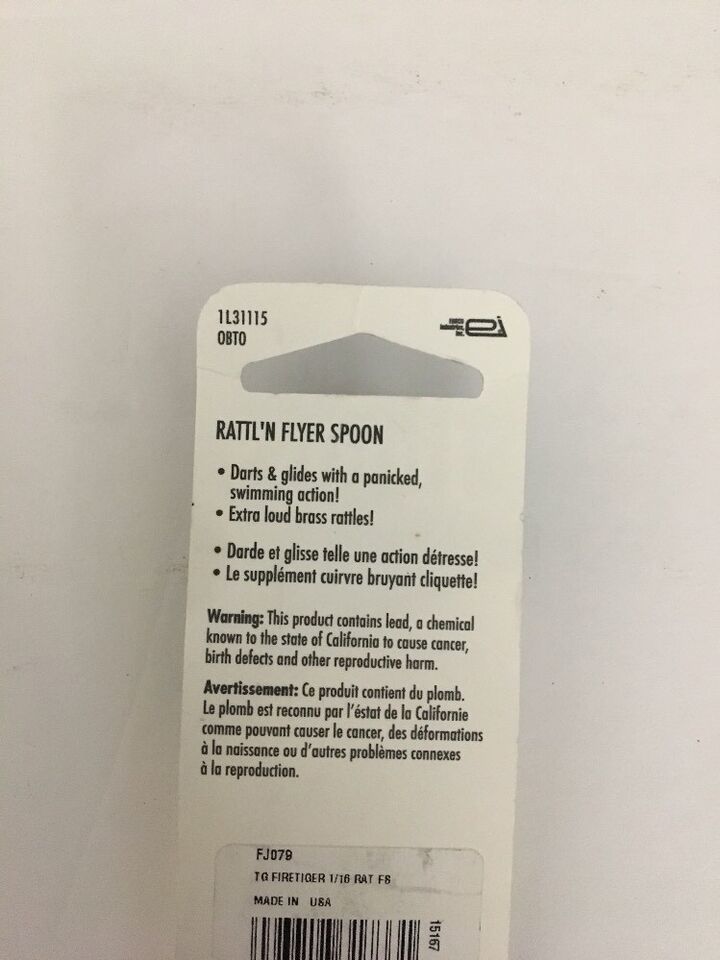 1L31115
OBTO
ei
RATTL'N FLYER SPOON
• Darts & glides with a panicked,
swimming action!
• Extra loud brass rattles!
• Darde et glisse telle une action détresse!
• Le supplément cuirvre bruyant cliquette!
Warning: This product contains lead, a chemical
known to the state of California to cause cancer,
birth defects and other reproductive harm.
Avertissement: Ce produit contient du plomb.
Le plomb est reconnu par l'éstat de la Californie
comme pouvant causer le cancer, des déformations
à la naissance ou d'autres problèmes connexes
à la reproduction.
FJ079
TG FIRETIGER 1/16 RAT FS
MADE IN USA
15167